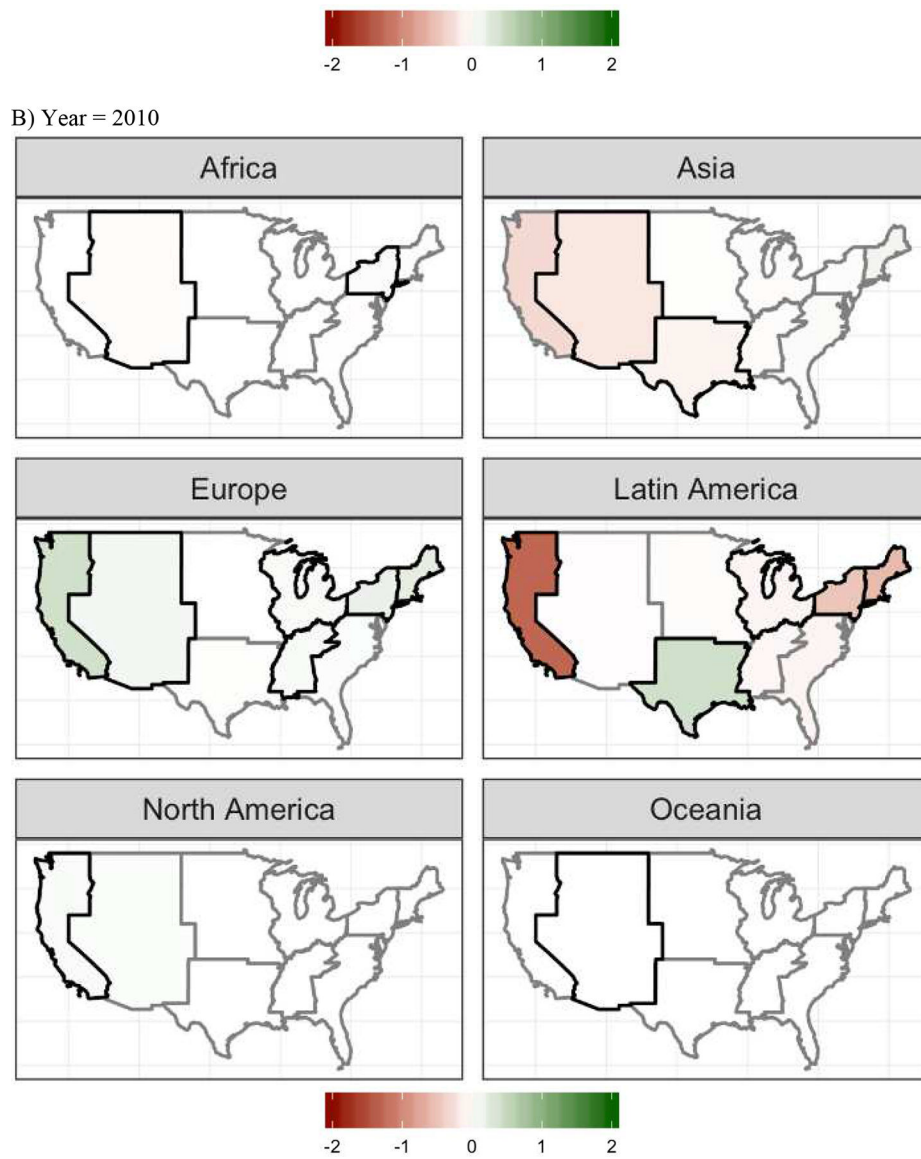 -2 -1 0 1 2
B) Year = 2010
Africa Asia
Europe Latin America
North America Oceania
-2 -1 0 1 2